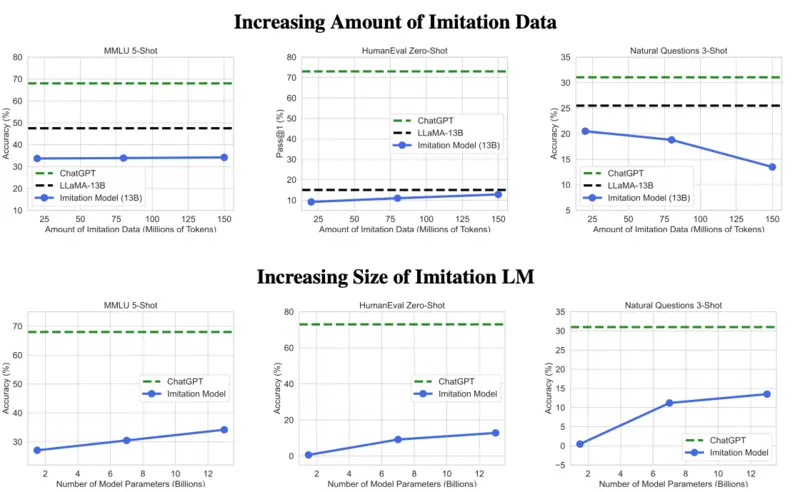 Increasing Amount of Imitation Data
MMLU 5-Shot
80
70
60
50
40
30
20
10
Accuracy (%)
ChatGPT
LLaMA-13B
Imitation Model (13B)
25 50 75 100 125 150
Amount of Imitation Data (Millions of Tokens)
HumanEval Zero-Shot
80
70
60
50
40
30
20
10
Pass@1 (%)
ChatGPT
LLaMA-13B
Imitation Model (13B)
25 50 75 100 125 150
Amount of Imitation Data (Millions of Tokens)
Natural Questions 3-Shot
35
30
25
20
15
10
5
Accuracy (%)
ChatGPT
LLaMA-13B
Imitation Model (13B)
25 50 75 100 125 150
Amount of Imitation Data (Millions of Tokens)
Increasing Size of Imitation LM
MMLU 5-Shot
70
60
50
40
30
Accuracy (%)
ChatGPT
Imitation Model
2 4 6 8 10 12
Number of Model Parameters (Billions)
HumanEval Zero-Shot
80
60
40
20
0
Accuracy (%)
ChatGPT
Imitation Model
2 4 6 8 10 12
Number of Model Parameters (Billions)
Natural Questions 3-Shot
35
30
25
20
15
10
5
0
−5
Accuracy (%)
ChatGPT
Imitation Model
2 4 6 8 10 12
Number of Model Parameters (Billions)